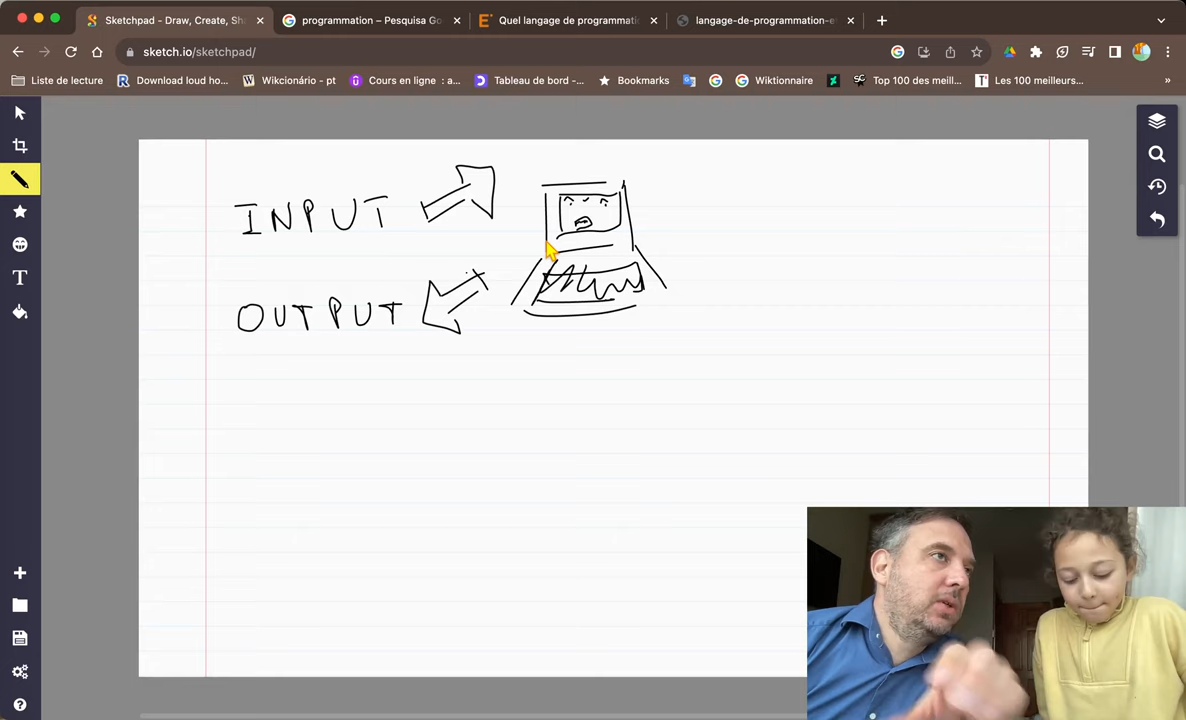 Sketchpad - Draw, Create, Sha
programmation – Pesquisa Go
Quel langage de programmatio
langage-de-programmation-e
sketch.io/sketchpad/
Liste de lecture
Download loud ho...
Wikcionário - pt
Cours en ligne : a...
Tableau de bord -...
Bookmarks
Wiktionnaire
Top 100 des meill...
Les 100 meilleurs...
»
INPUT
OUTPUT